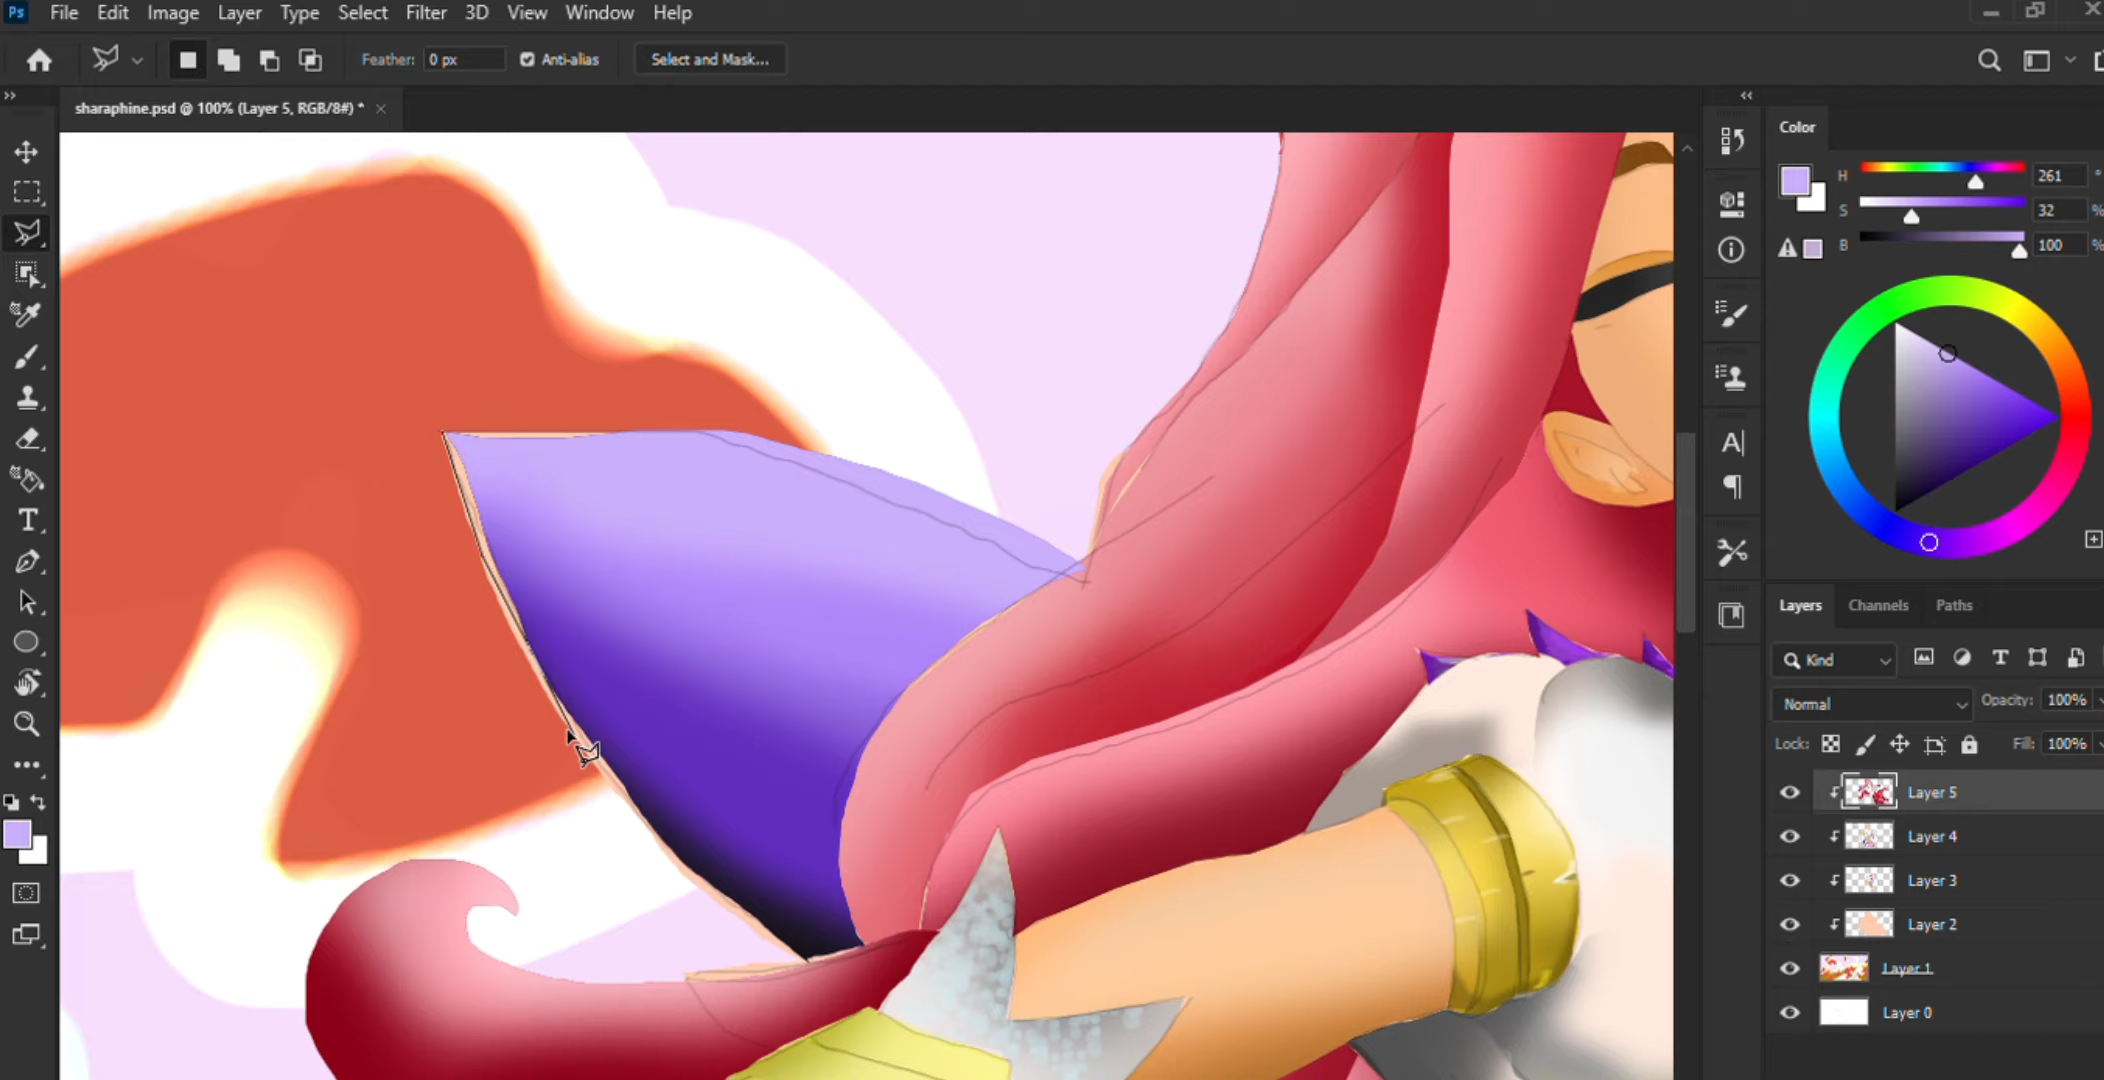 Ps File Edit Image Layer Type Select Filter 3D View Window Help
Feather: 0 px Anti-alias Select and Mask...
sharaphine.psd @ 100% (Layer 5, RGB/8#) *
Color
H 261 °
S 32 %
B 100 %
Layers Channels Paths
Kind
Normal Opacity: 100%
Lock: Fill: 100%
Layer 5
Layer 4
Layer 3
Layer 2
Layer 1
Layer 0